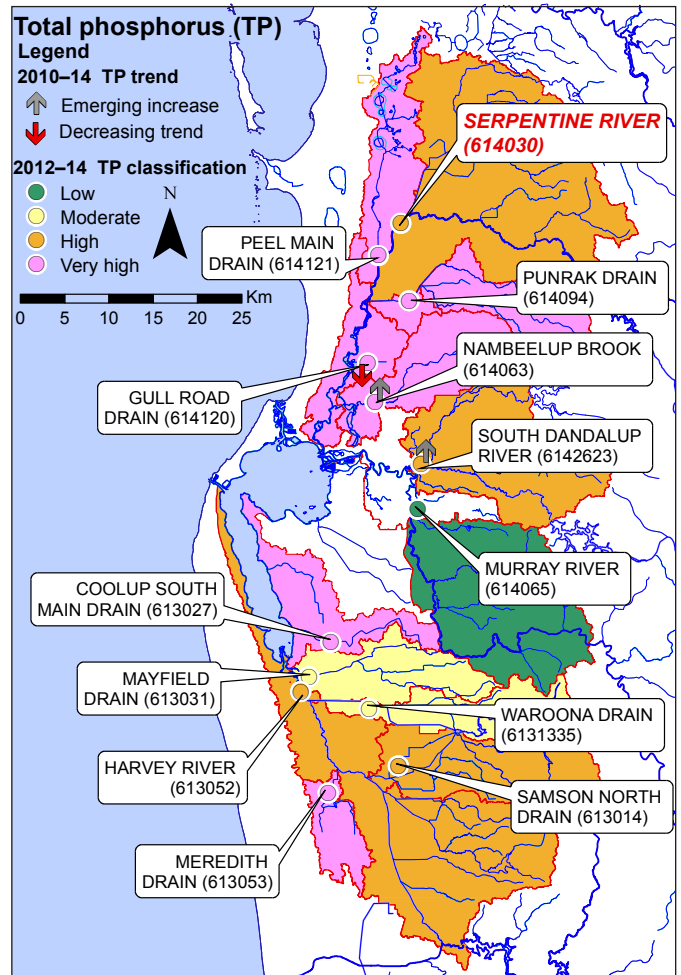 Total phosphorus (TP)
Legend
2010–14 TP trend
Emerging increase
Decreasing trend
2012–14 TP classification
Low
Moderate
High
Very high
N
Km
0 5 10 15 20 25
SERPENTINE RIVER
(614030)
PEEL MAIN
DRAIN (614121)
PUNRAK DRAIN
(614094)
NAMBEELUP BROOK
(614063)
GULL ROAD
DRAIN (614120)
SOUTH DANDALUP
RIVER (6142623)
MURRAY RIVER
(614065)
COOLUP SOUTH
MAIN DRAIN (613027)
MAYFIELD
DRAIN (613031)
WAROONA DRAIN
(6131335)
HARVEY RIVER
(613052)
SAMSON NORTH
DRAIN (613014)
MEREDITH
DRAIN (613053)